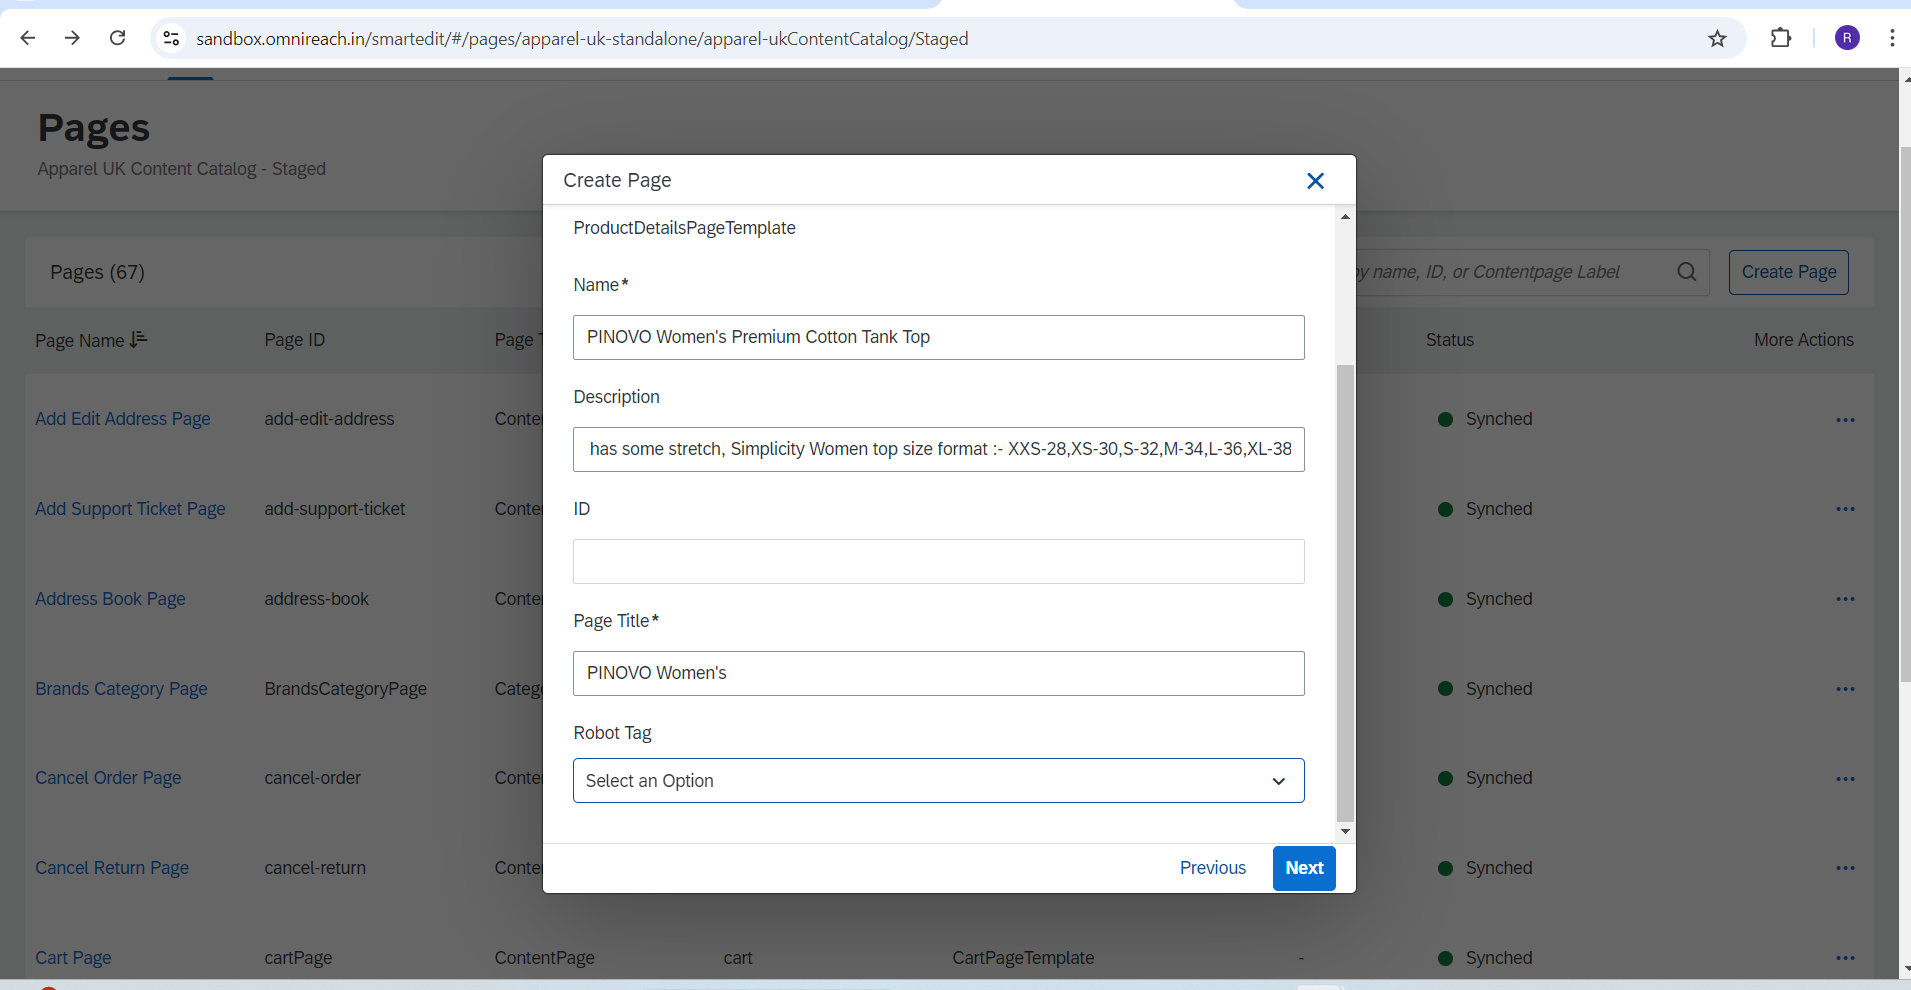 sandbox.omnireach.in/smartedit/#/pages/apparel-uk-standalone/apparel-ukContentCatalog/Staged
R
Pages
Apparel UK Content Catalog - Staged
Create Page
ProductDetailsPageTemplate
Pages (67)
by name, ID, or Contentpage Label
Create Page
Name*
PINOVO Women's Premium Cotton Tank Top
Page Name
Page ID
Page
Status
More Actions
Description
Add Edit Address Page
add-edit-address
Conte
Synched
has some stretch, Simplicity Women top size format :- XXS-28,XS-30,S-32,M-34,L-36,XL-38
Add Support Ticket Page
add-support-ticket
Conte
Synched
ID
Address Book Page
address-book
Conte
Synched
Page Title*
PINOVO Women's
Brands Category Page
BrandsCategoryPage
Categ
Synched
Robot Tag
Select an Option
Cancel Order Page
cancel-order
Conte
Synched
Cancel Return Page
cancel-return
Conte
Synched
Previous
Next
Cart Page
cartPage
ContentPage
cart
CartPageTemplate
-
Synched